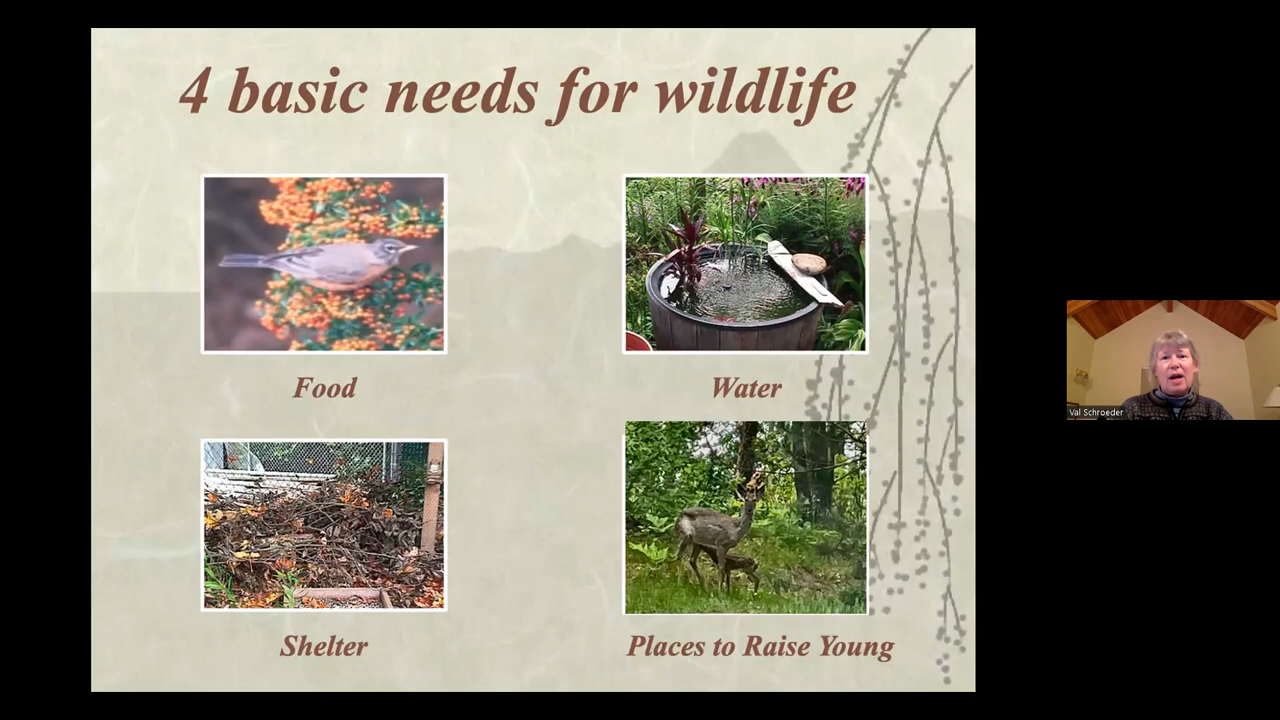 4 basic needs for wildlife
Food
Water
Shelter
Places to Raise Young
Val Schroeder